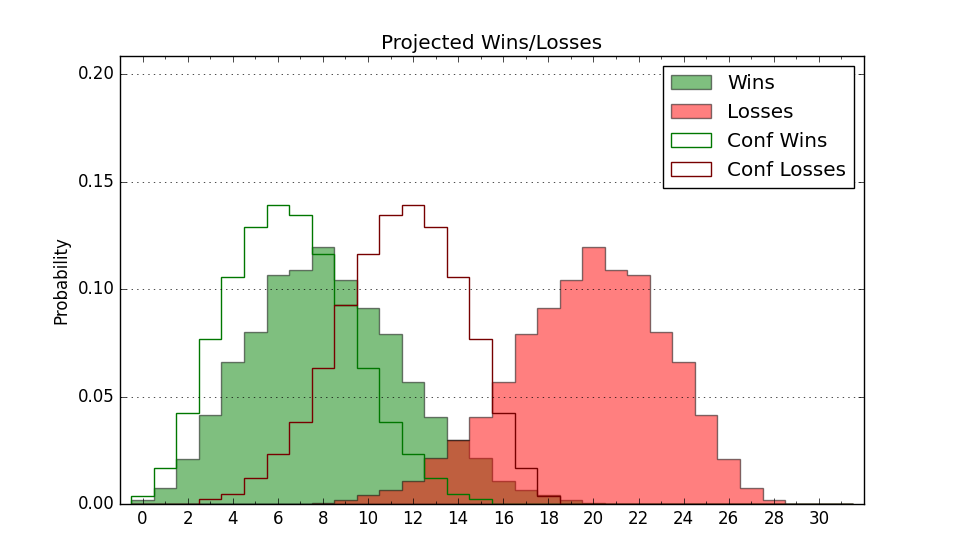 Projected Wins/Losses
0.20
0.15
0.10
0.05
0.00
Probability
Wins
Losses
Conf Wins
Conf Losses
0 2 4 6 8 10 12 14 16 18 20 22 24 26 28 30